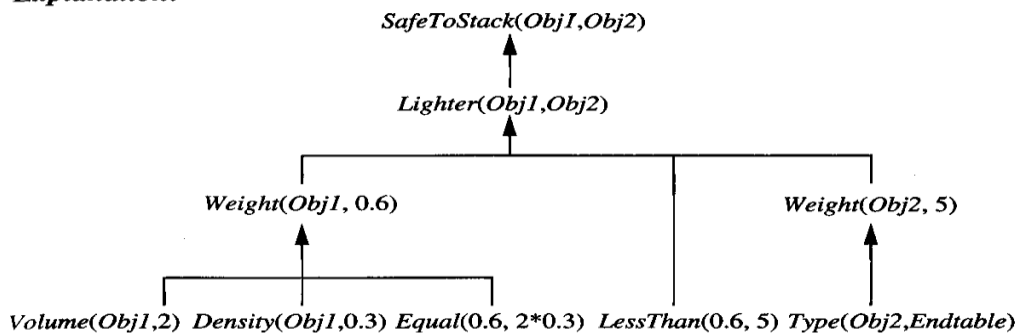 Explanation:
SafeToStack(Obj1,Obj2)
Lighter(Obj1,Obj2)
Weight(Obj1, 0.6) Weight(Obj2, 5)
Volume(Obj1,2) Density(Obj1,0.3) Equal(0.6, 2*0.3) LessThan(0.6, 5) Type(Obj2,Endtable)